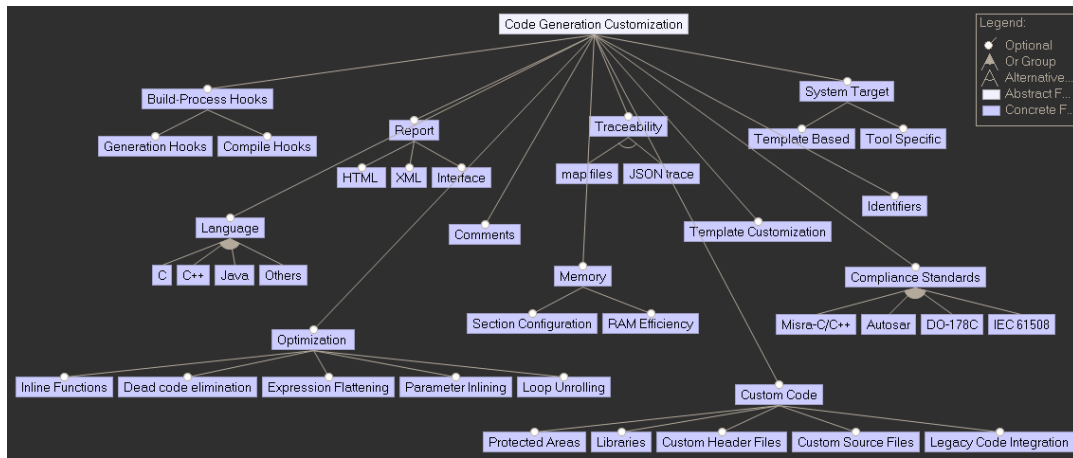 Code Generation Customization
Legend:
Optional
Or Group
Alternative...
Abstract F...
Concrete F...
Build-Process Hooks
System Target
Report
Traceability
Generation Hooks
Compile Hooks
Template Based
Tool Specific
HTML
XML
Interface
map files
JSON trace
Identifiers
Language
Comments
Template Customization
C
C++
Java
Others
Memory
Compliance Standards
Section Configuration
RAM Efficiency
Misra-C/C++
Autosar
DO-178C
IEC 61508
Optimization
Inline Functions
Dead code elimination
Expression Flattening
Parameter Inlining
Loop Unrolling
Custom Code
Protected Areas
Libraries
Custom Header Files
Custom Source Files
Legacy Code Integration